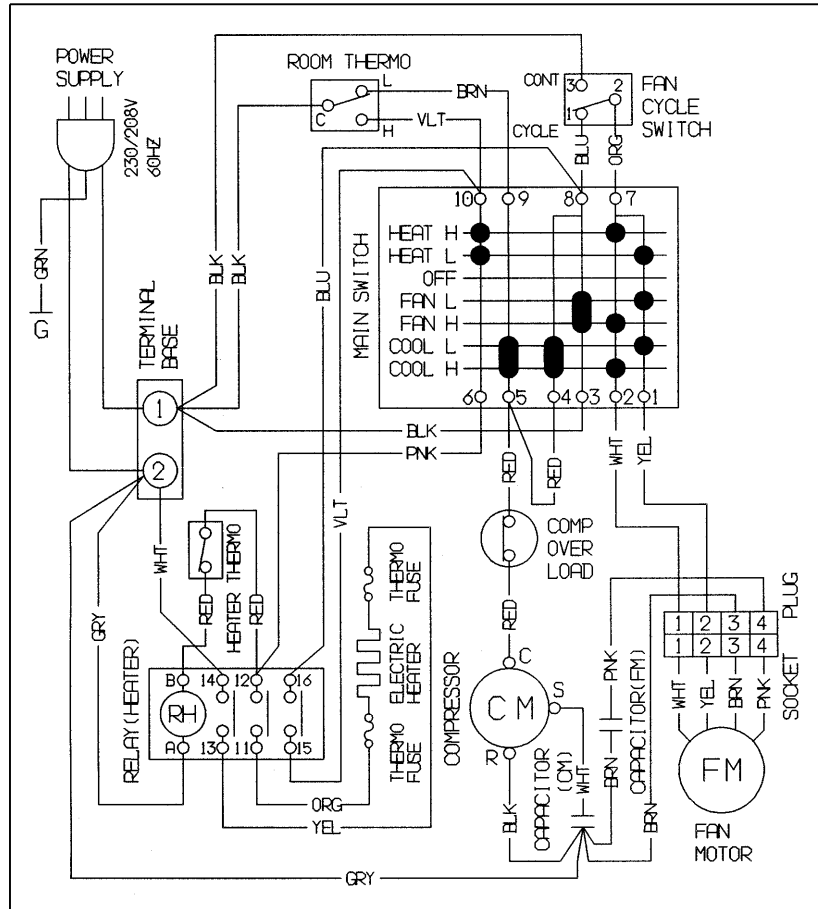 POWER
SUPPLY
230/208V
60HZ
ROOM THERMO
L
C
H
BRN
VLT
CONT 3 2
1
CYCLE
FAN
CYCLE
SWITCH
BLU
ORG
GRN
G
BLK
BLK
BLU
TERMINAL
BASE
1
2
MAIN SWITCH
10 9 8 7
HEAT H
HEAT L
OFF
FAN L
FAN H
COOL L
COOL H
6 5 4 3 2 1
BLK
PNK
RED
RED
WHT
YEL
WHT
GRY
HEATER THERMO
RED
RED
VLT
THERMO
FUSE
ELECTRIC
HEATER
THERMO
FUSE
COMP
OVER
LOAD
RED
RELAY(HEATER)
B 14 12 16
RH
A 13 11 15
ORG
YEL
COMPRESSOR
C
CM
S
R
BLK
CAPACITOR
(CM)
WHT
PNK
BRN
CAPACITOR(FM)
BRN
1 2 3 4
1 2 3 4
PLUG
SOCKET
WHT
YEL
BRN
PNK
FM
FAN
MOTOR
GRY